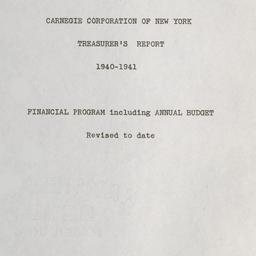 CARNEGIE CORPORATION OF NEW YORK
TREASURER'S REPORT
1940-1941
FINANCIAL PROGRAM including ANNUAL BUDGET
Revised to date